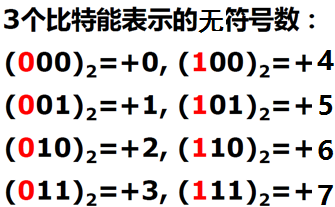 3个比特能表示的无符号数：
(000)₂=+0, (100)₂=+4
(001)₂=+1, (101)₂=+5
(010)₂=+2, (110)₂=+6
(011)₂=+3, (111)₂=+7